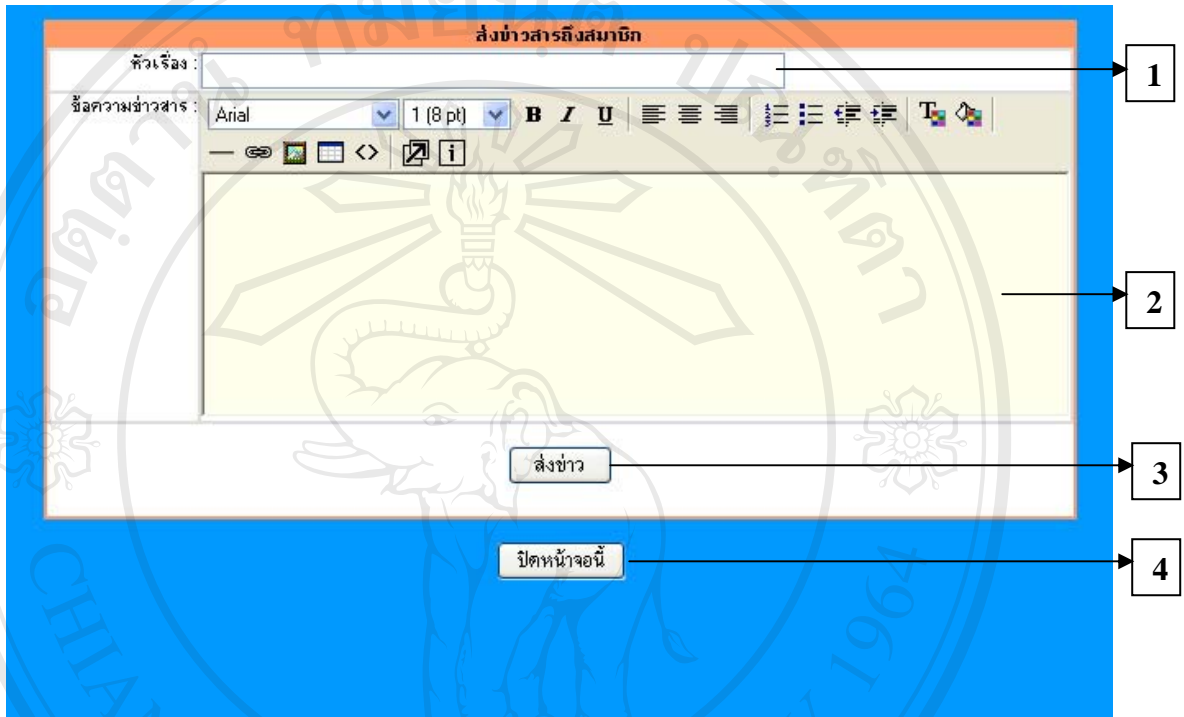 ส่งข่าวสารถึงสมาชิก
หัวเรื่อง :
1
ข้อความข่าวสาร :
Arial 1 (8 pt) B I U
2
ส่งข่าว
3
ปิดหน้าจอนี้
4